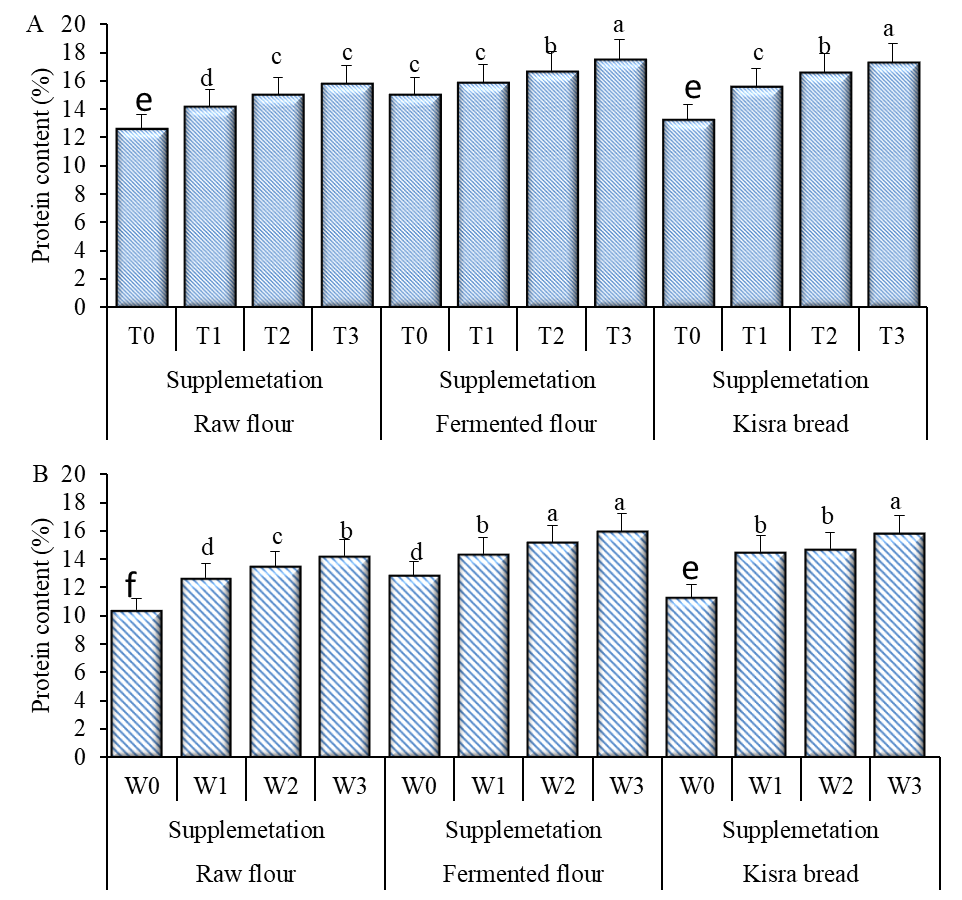 A
Protein content (%)
20
18
16
14
12
10
8
6
4
2
0
e d c c c c b a e c b a
T0 T1 T2 T3 T0 T1 T2 T3 T0 T1 T2 T3
Supplemetation Supplemetation Supplemetation
Raw flour Fermented flour Kisra bread
B
Protein content (%)
20
18
16
14
12
10
8
6
4
2
0
f d c b d b a a e b b a
W0 W1 W2 W3 W0 W1 W2 W3 W0 W1 W2 W3
Supplemetation Supplemetation Supplemetation
Raw flour Fermented flour Kisra bread